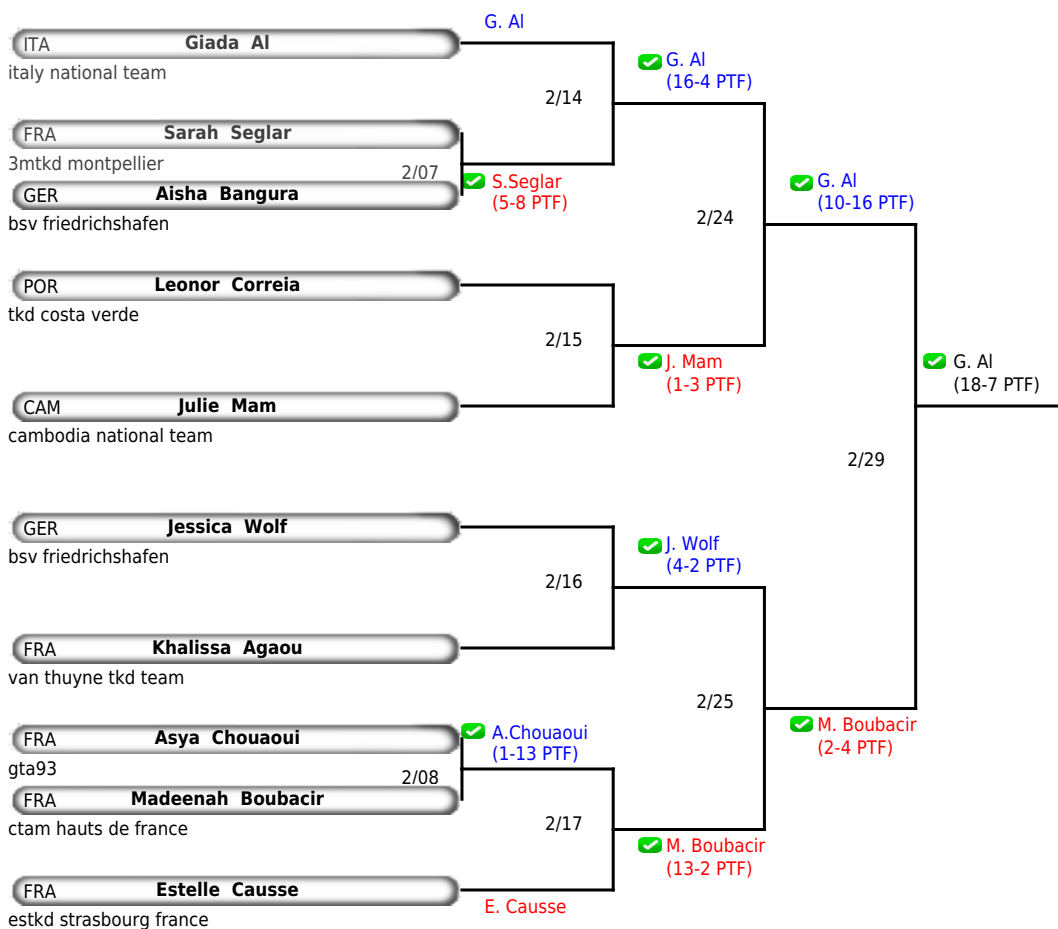 G. Al
ITA Giada Al
italy national team
G. Al
(16-4 PTF)
2/14
FRA Sarah Seglar
3mtkd montpellier
2/07
S.Seglar
(5-8 PTF)
GER Aisha Bangura
bsv friedrichshafen
G. Al
(10-16 PTF)
2/24
POR Leonor Correia
tkd costa verde
2/15
J. Mam
(1-3 PTF)
CAM Julie Mam
cambodia national team
G. Al
(18-7 PTF)
2/29
GER Jessica Wolf
bsv friedrichshafen
J. Wolf
(4-2 PTF)
2/16
FRA Khalissa Agaou
van thuyne tkd team
2/25
M. Boubacir
(2-4 PTF)
FRA Asya Chouaoui
gta93
A.Chouaoui
(1-13 PTF)
2/08
FRA Madeenah Boubacir
ctam hauts de france
2/17
M. Boubacir
(13-2 PTF)
FRA Estelle Causse
estkd strasbourg france
E. Causse